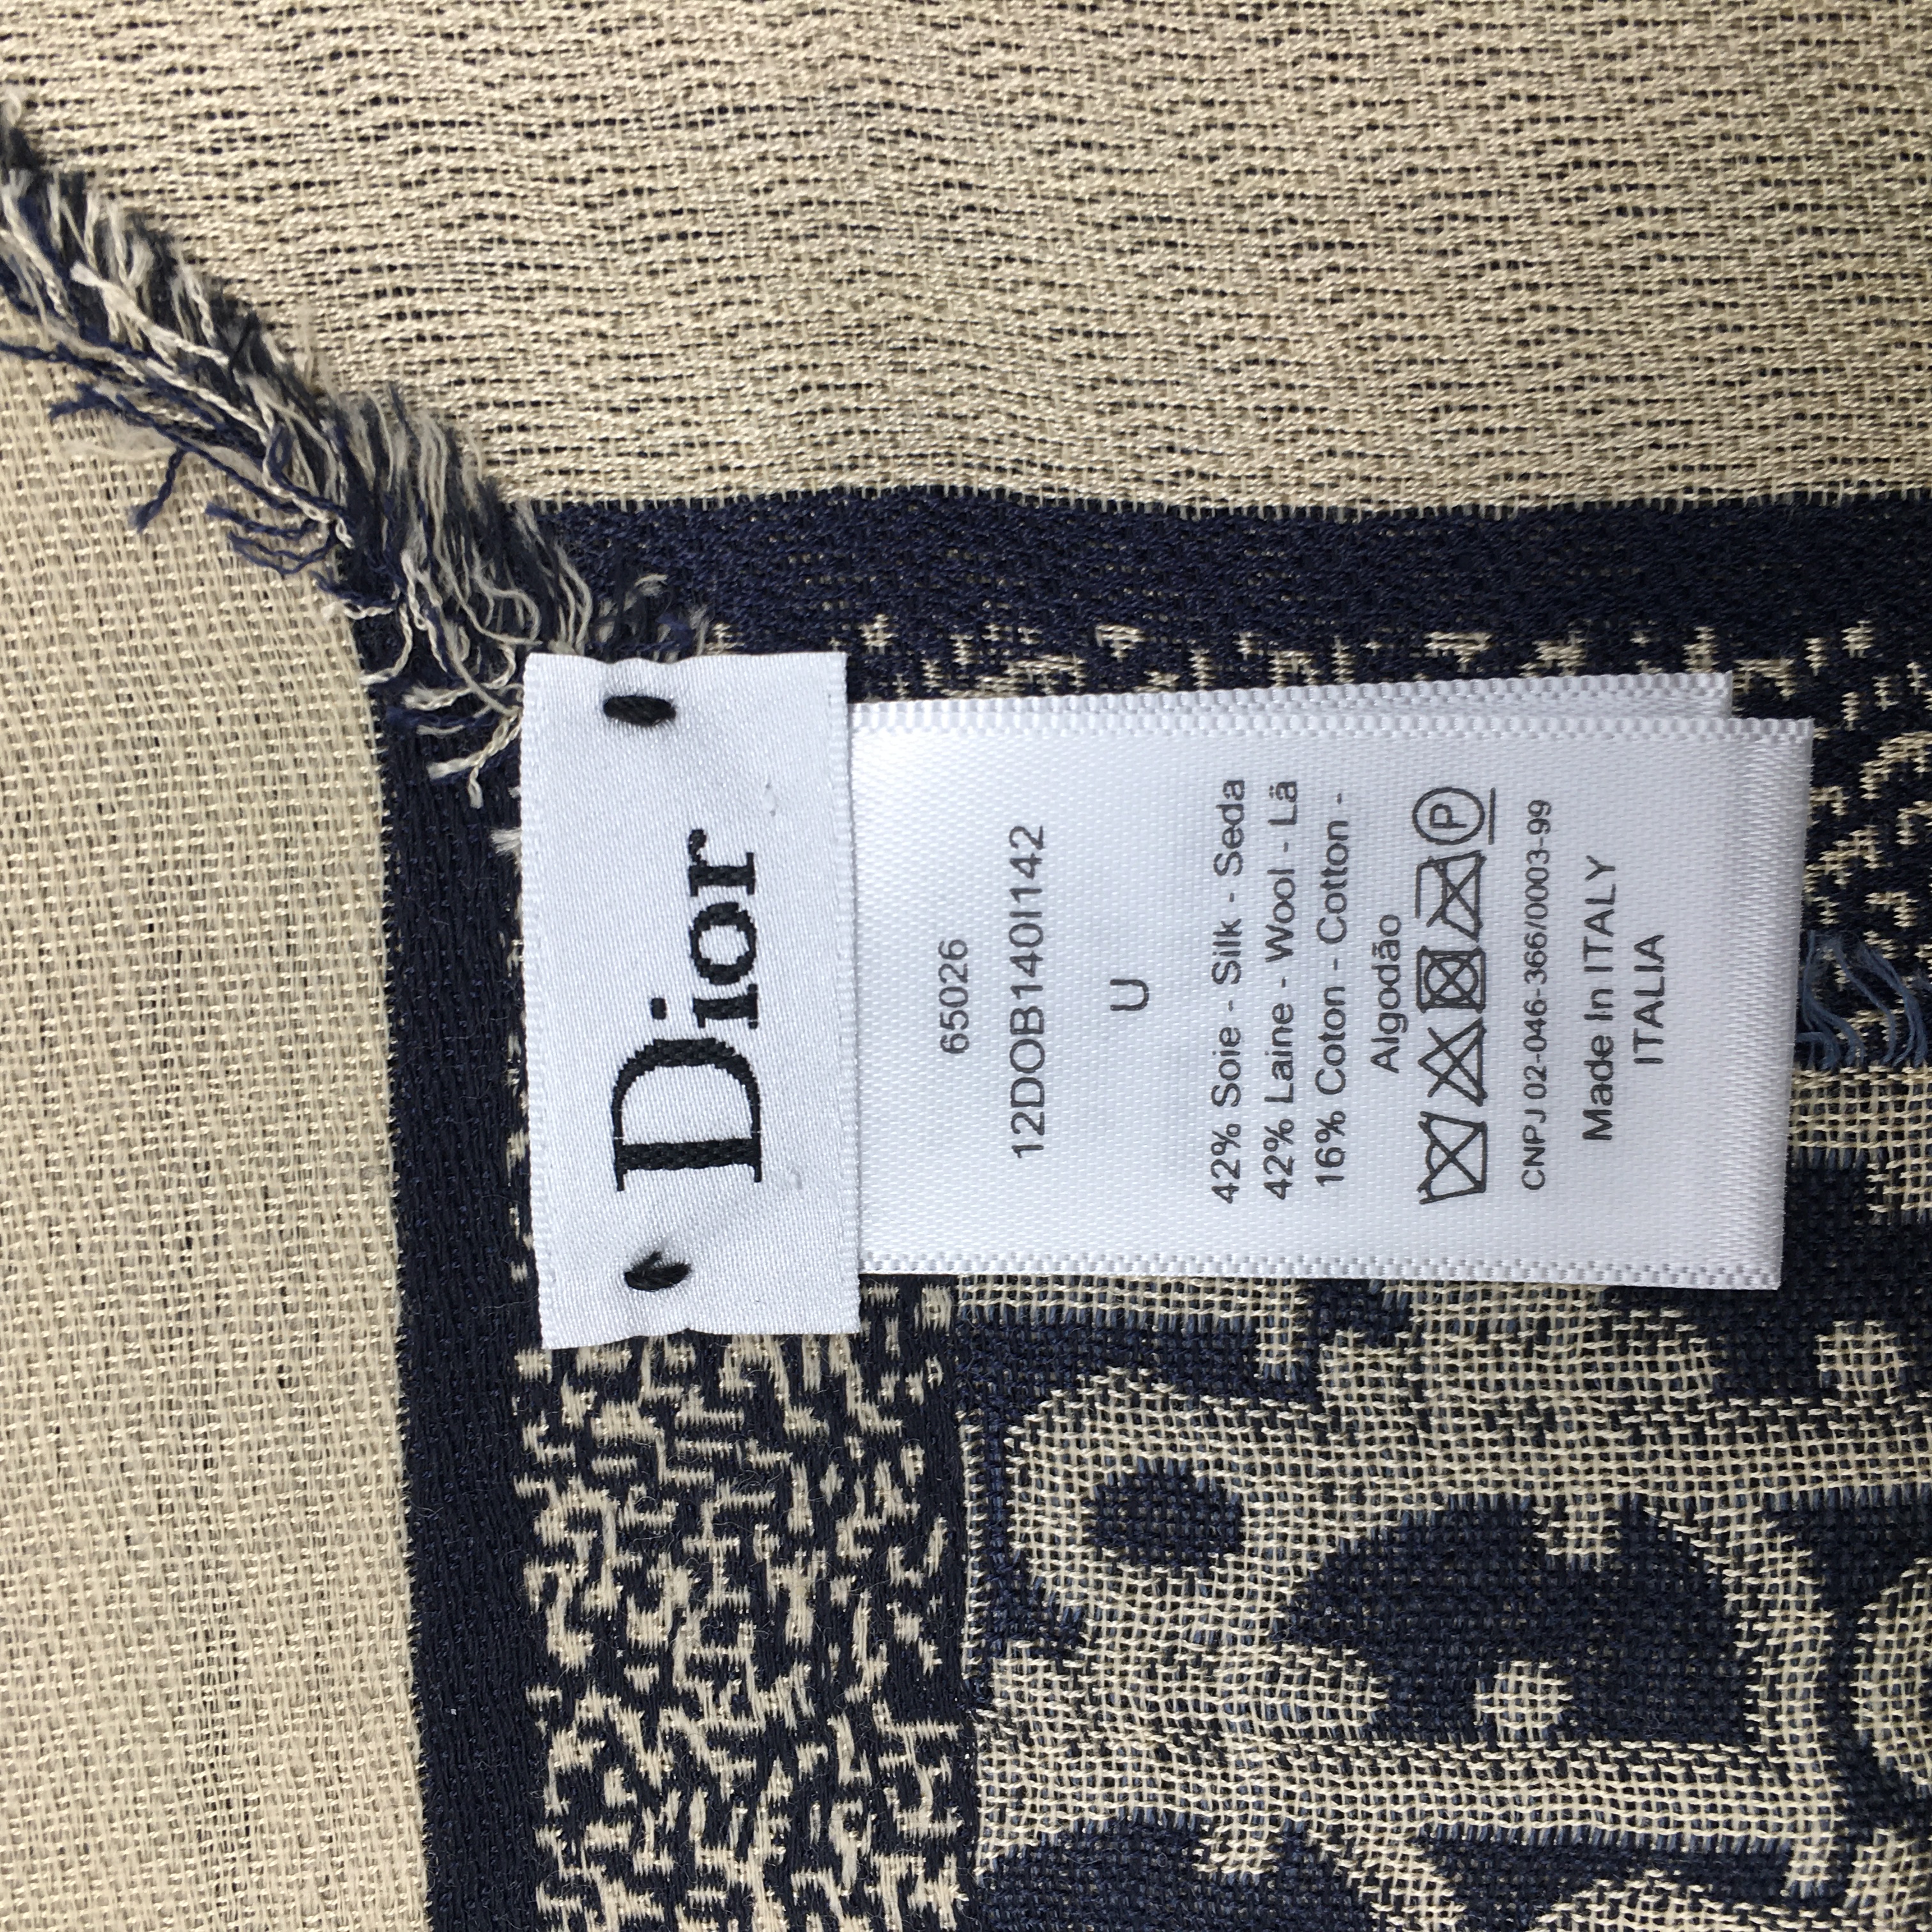 Dior
65026
12DOB140I142
U
42% Soie - Silk - Seda
42% Laine - Wool - Lã
16% Coton - Cotton -
Algodão
P
CNPJ 02-046-366/0003-99
Made In ITALY
ITALIA